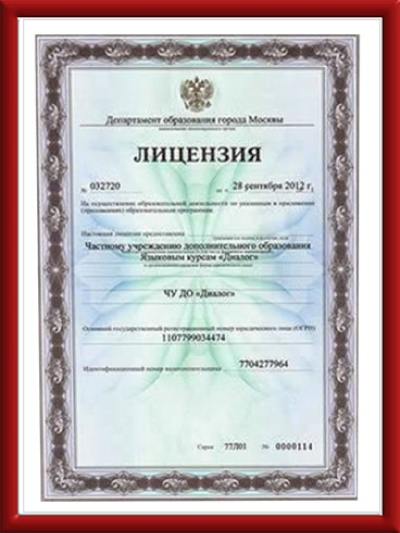 Департамент образования города Москвы
ЛИЦЕНЗИЯ
№ 032720 от « 28 сентября 2012 г.
На осуществление образовательной деятельности по указанным в приложении
(приложениях) образовательным программам
Настоящая лицензия предоставлена
Частному учреждению дополнительного образования
Языковым курсам «Диалог»
ЧУ ДО «Диалог»
Основной государственный регистрационный номер юридического лица (ОГРН)
1107799034474
Идентификационный номер налогоплательщика 7704277964
Серия 77Л01 № 0000114